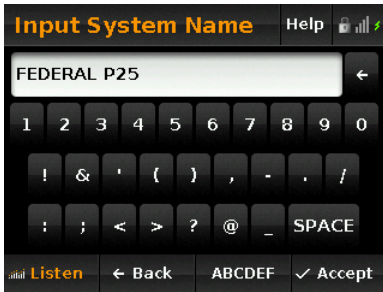 Input System Name Help
FEDERAL P25 ←
1 2 3 4 5 6 7 8 9 0
! & ' ( ) , - . /
: ; < > ? @ _ SPACE
Listen ← Back ABCDEF ✓ Accept